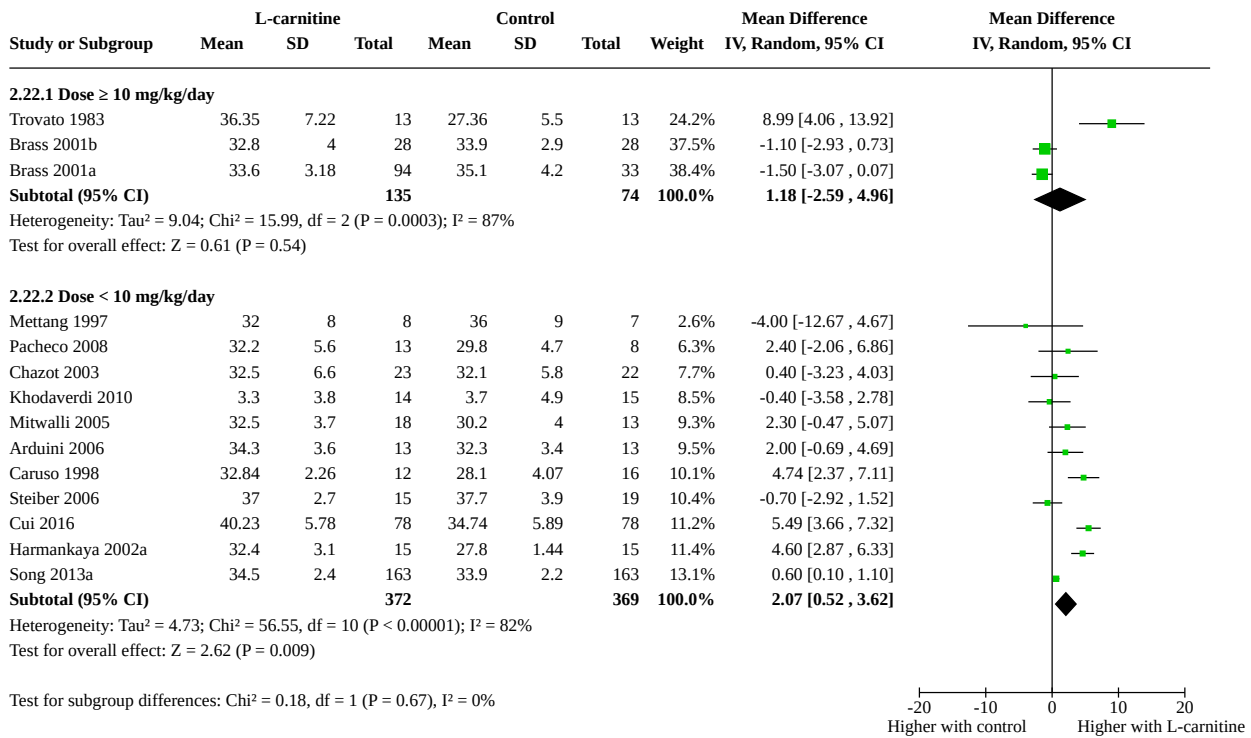 L-carnitine Control Mean Difference Mean Difference
Study or Subgroup Mean SD Total Mean SD Total Weight IV, Random, 95% CI IV, Random, 95% CI
2.22.1 Dose ≥ 10 mg/kg/day
Trovato 1983 36.35 7.22 13 27.36 5.5 13 24.2% 8.99 [4.06 , 13.92]
Brass 2001b 32.8 4 28 33.9 2.9 28 37.5% -1.10 [-2.93 , 0.73]
Brass 2001a 33.6 3.18 94 35.1 4.2 33 38.4% -1.50 [-3.07 , 0.07]
Subtotal (95% CI) 135 74 100.0% 1.18 [-2.59 , 4.96]
Heterogeneity: Tau² = 9.04; Chi² = 15.99, df = 2 (P = 0.0003); I² = 87%
Test for overall effect: Z = 0.61 (P = 0.54)
2.22.2 Dose < 10 mg/kg/day
Mettang 1997 32 8 8 36 9 7 2.6% -4.00 [-12.67 , 4.67]
Pacheco 2008 32.2 5.6 13 29.8 4.7 8 6.3% 2.40 [-2.06 , 6.86]
Chazot 2003 32.5 6.6 23 32.1 5.8 22 7.7% 0.40 [-3.23 , 4.03]
Khodaverdi 2010 3.3 3.8 14 3.7 4.9 15 8.5% -0.40 [-3.58 , 2.78]
Mitwalli 2005 32.5 3.7 18 30.2 4 13 9.3% 2.30 [-0.47 , 5.07]
Arduini 2006 34.3 3.6 13 32.3 3.4 13 9.5% 2.00 [-0.69 , 4.69]
Caruso 1998 32.84 2.26 12 28.1 4.07 16 10.1% 4.74 [2.37 , 7.11]
Steiber 2006 37 2.7 15 37.7 3.9 19 10.4% -0.70 [-2.92 , 1.52]
Cui 2016 40.23 5.78 78 34.74 5.89 78 11.2% 5.49 [3.66 , 7.32]
Harmankaya 2002a 32.4 3.1 15 27.8 1.44 15 11.4% 4.60 [2.87 , 6.33]
Song 2013a 34.5 2.4 163 33.9 2.2 163 13.1% 0.60 [0.10 , 1.10]
Subtotal (95% CI) 372 369 100.0% 2.07 [0.52 , 3.62]
Heterogeneity: Tau² = 4.73; Chi² = 56.55, df = 10 (P < 0.00001); I² = 82%
Test for overall effect: Z = 2.62 (P = 0.009)
Test for subgroup differences: Chi² = 0.18, df = 1 (P = 0.67), I² = 0%
-20 -10 0 10 20
Higher with control Higher with L-carnitine